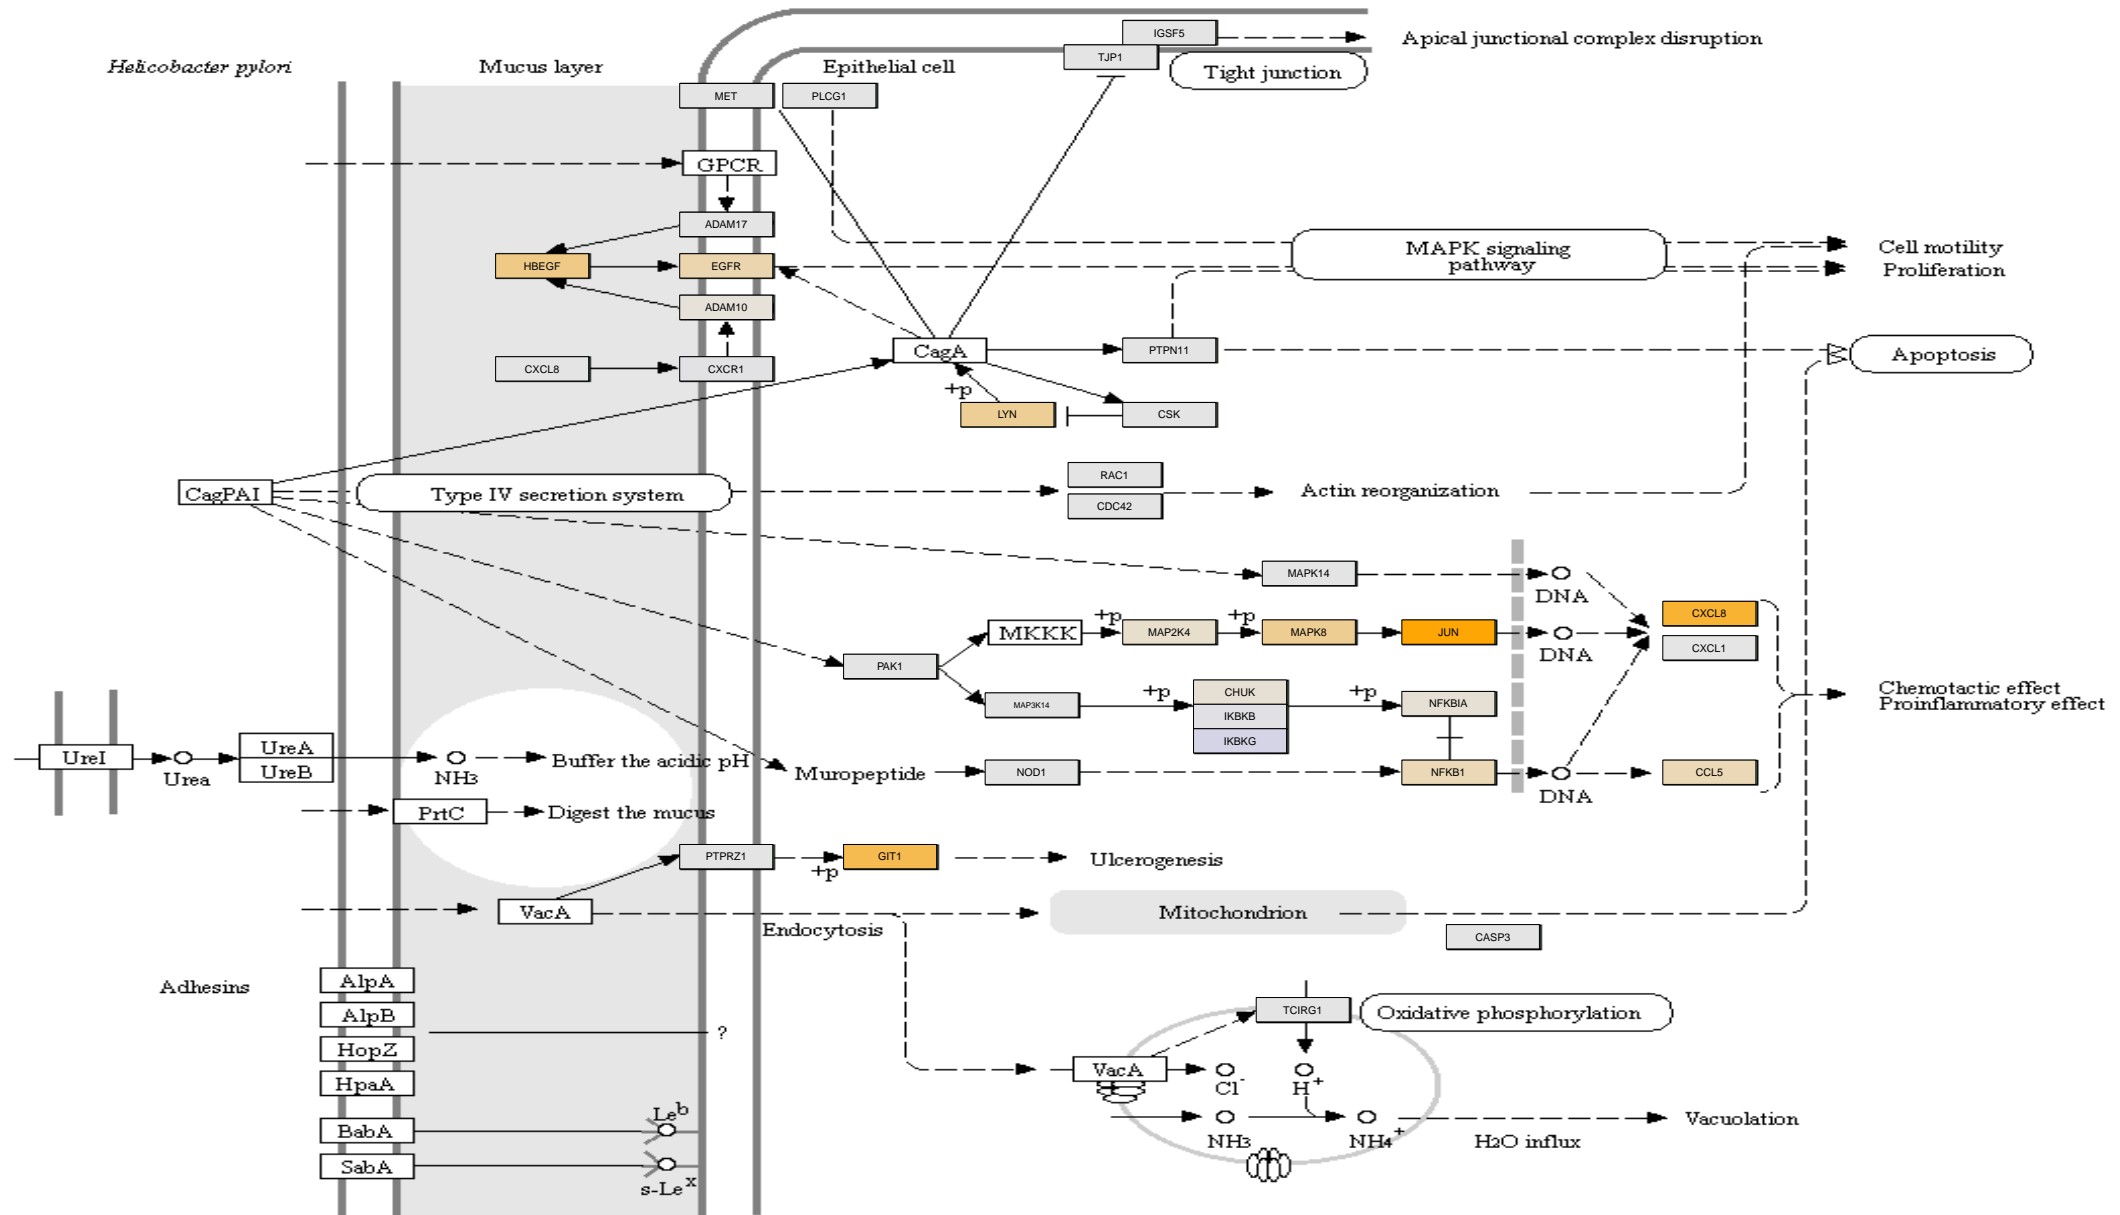 IGSF5
Apical junctional complex disruption
Helicobacter pylori
Mucus layer
Epithelial cell
TJP1
Tight junction
MET
PLCG1
GPCR
ADAM17
HBEGF
EGFR
MAPK signaling
pathway
Cell motility
Proliferation
ADAM10
CagA
PTPN11
Apoptosis
CXCL8
CXCR1
+p
LYN
CSK
CagPAI
Type IV secretion system
RAC1
CDC42
Actin reorganization
MAPK14
DNA
CXCL8
MKKK
+p
MAP2K4
+p
MAPK8
JUN
DNA
CXCL1
PAK1
MAP3K14
+p
CHUK
IKBKB
IKBKG
+p
NFKBIA
Chemotactic effect
Proinflammatory effect
UreI
Urea
UreA
UreB
NH3
Buffer the acidic pH
Muropeptide
NOD1
NFKB1
DNA
CCL5
PrtC
Digest the mucus
PTPRZ1
+p
GIT1
Ulcerogenesis
VacA
Endocytosis
Mitochondrion
CASP3
Adhesins
AlpA
AlpB
HopZ
HpaA
BabA
SabA
?
Leb
s-Lex
TCIRG1
Oxidative phosphorylation
VacA
Cl-
H+
NH3
NH4+
H2O influx
Vacuolation